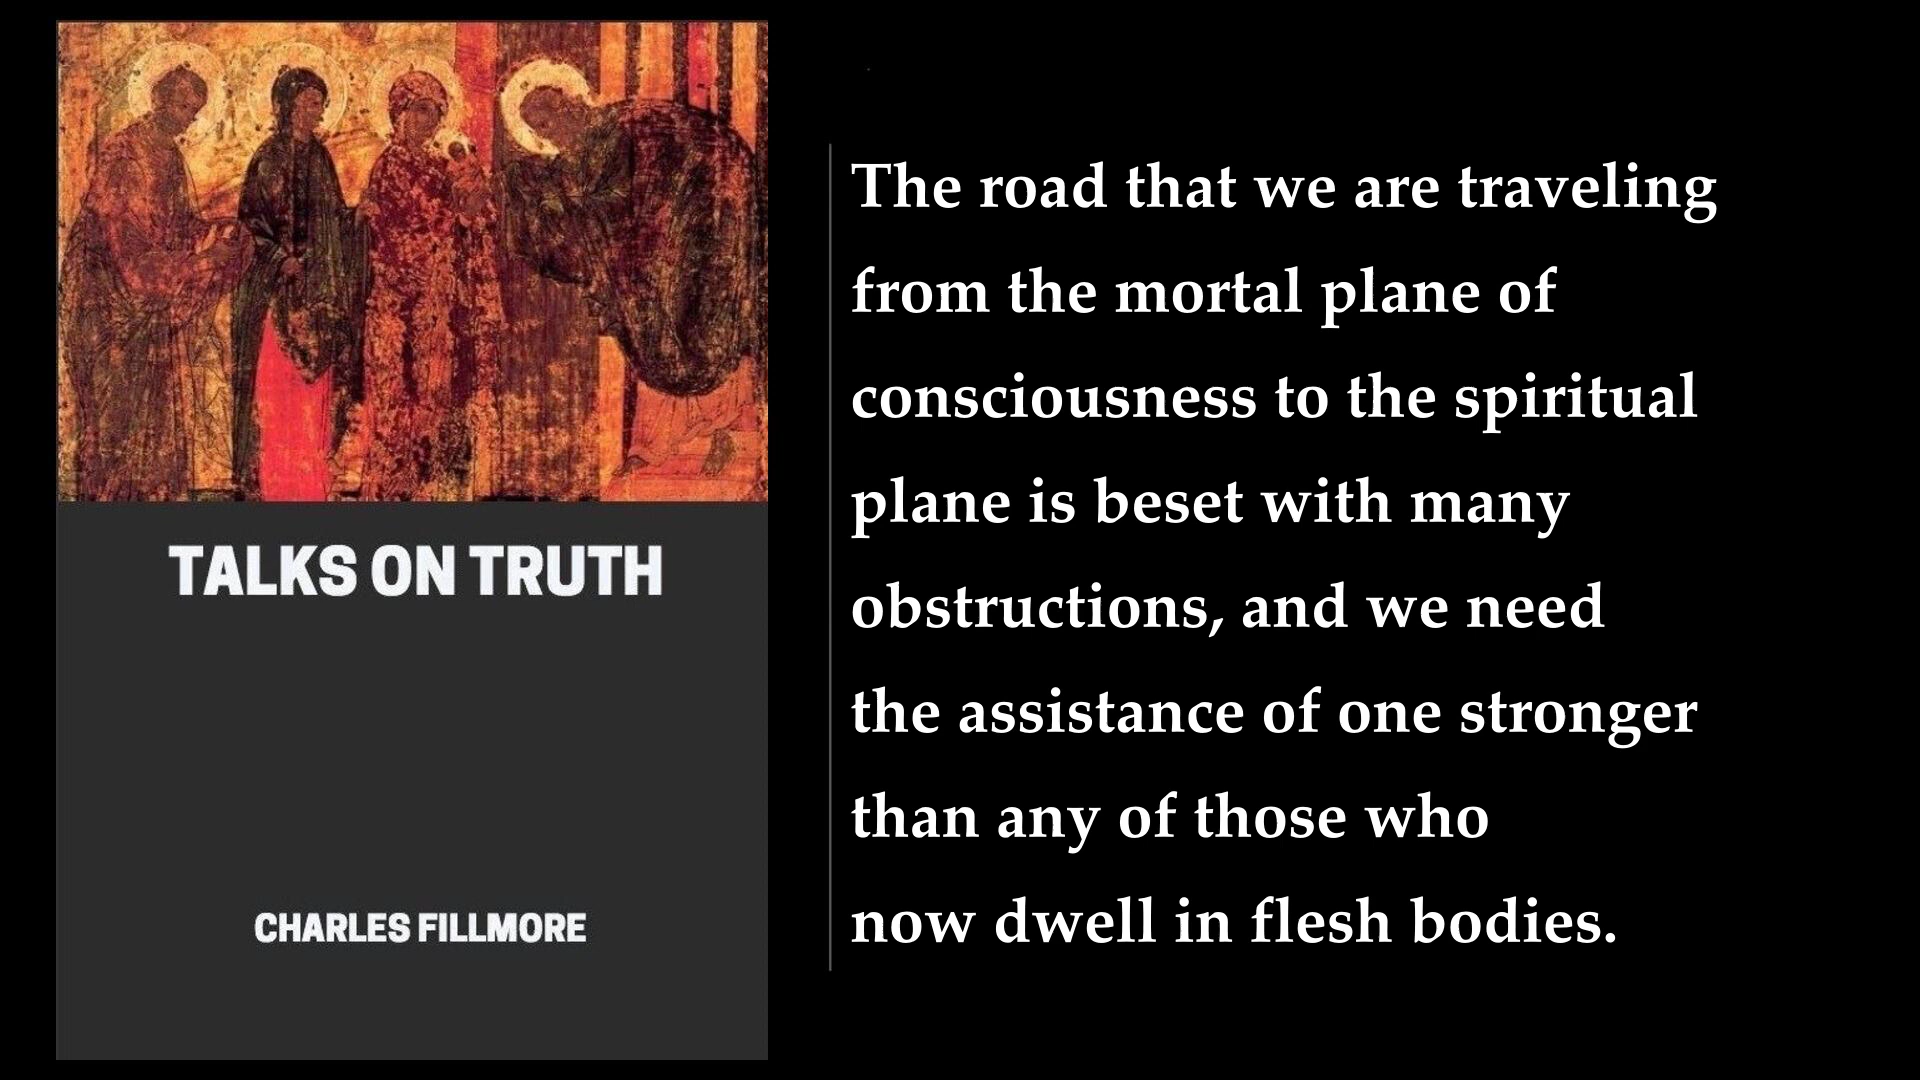 TALKS ON TRUTH
CHARLES FILLMORE
The road that we are traveling
from the mortal plane of
consciousness to the spiritual
plane is beset with many
obstructions, and we need
the assistance of one stronger
than any of those who
now dwell in flesh bodies.